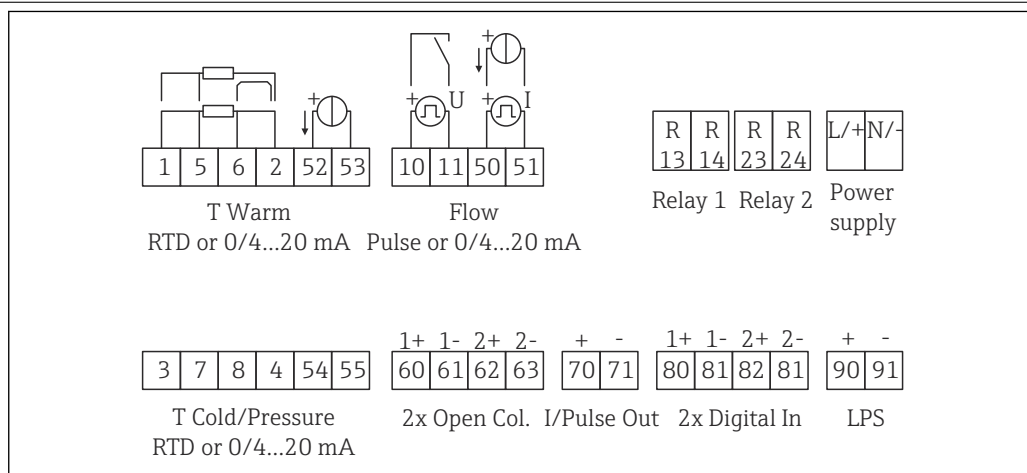 + U + I
+
+
1 5 6 2 52 53
10 11 50 51
R R R R L/+ N/-
13 14 23 24
T Warm
RTD or 0/4...20 mA
Flow
Pulse or 0/4...20 mA
Relay 1 Relay 2 Power
supply
1+ 1- 2+ 2- + - 1+ 1- 2+ 2- + -
3 7 8 4 54 55
60 61 62 63 70 71 80 81 82 81 90 91
T Cold/Pressure
RTD or 0/4...20 mA
2x Open Col. I/Pulse Out 2x Digital In LPS